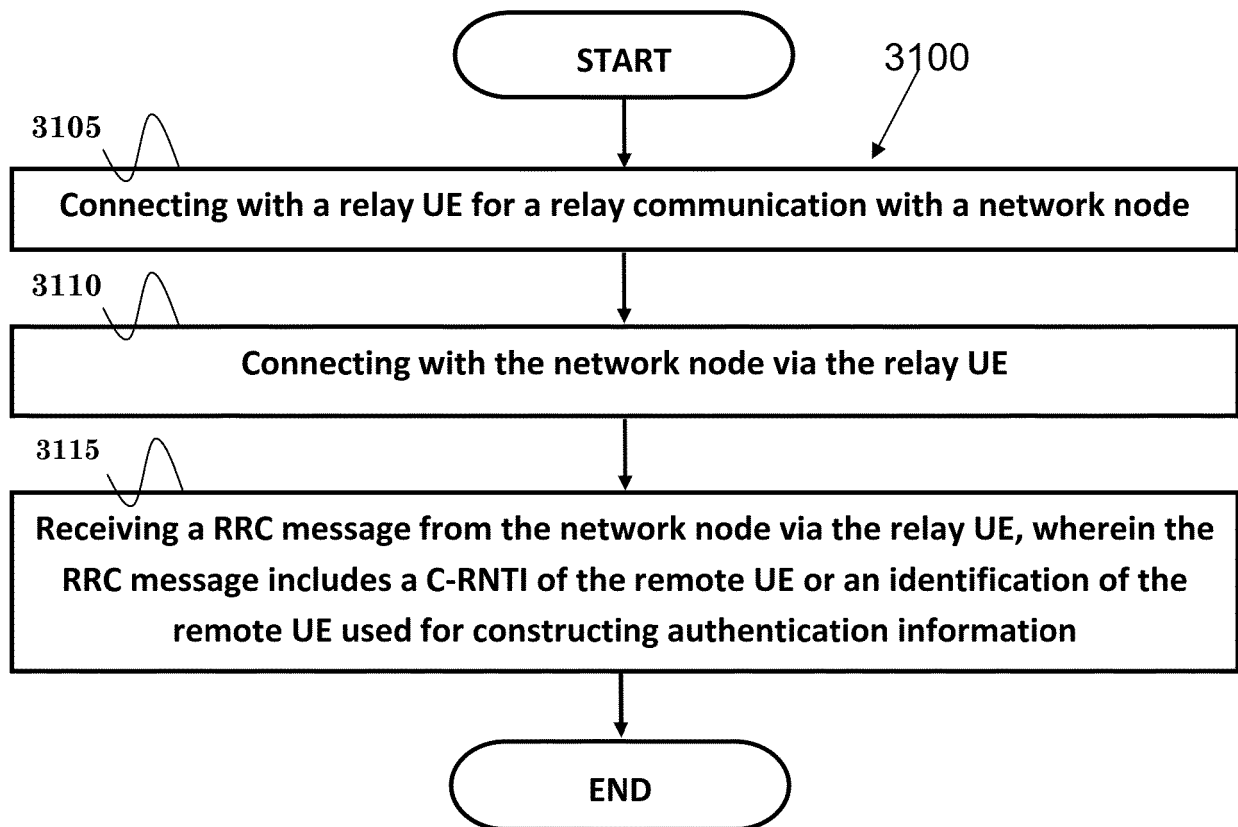 START
3100
3105
Connecting with a relay UE for a relay communication with a network node
3110
Connecting with the network node via the relay UE
3115
Receiving a RRC message from the network node via the relay UE, wherein the
RRC message includes a C-RNTI of the remote UE or an identification of the
remote UE used for constructing authentication information
END